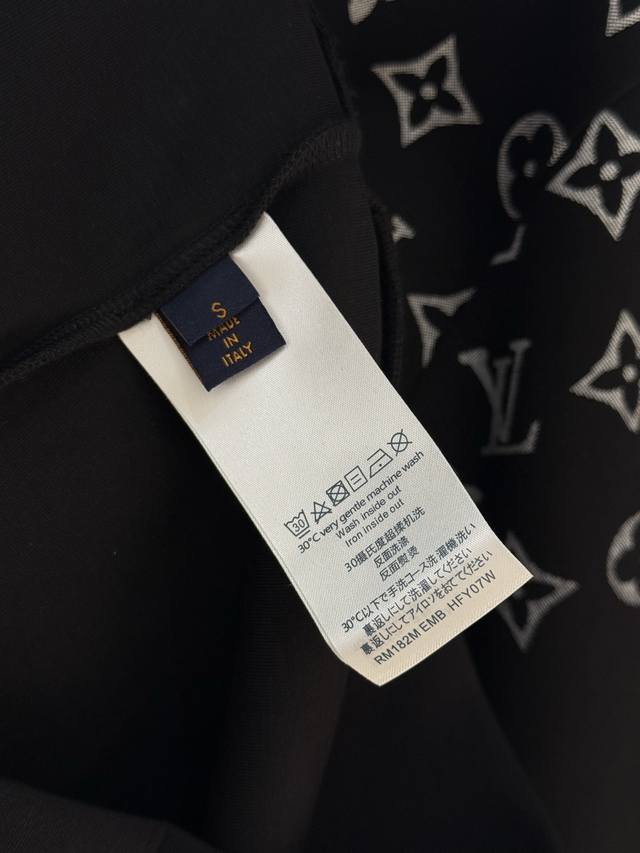 S
MADE
IN
ITALY
30
30°C very gentle machine wash
Wash inside out
Iron inside out
30摄氏度超柔机洗
反面洗涤
反面熨烫
30℃以下で手洗コース洗濯機洗い
裏返しにして洗濯してください
裏返しにしてアイロンをおてください
RM182M EMB HFY07W
LV